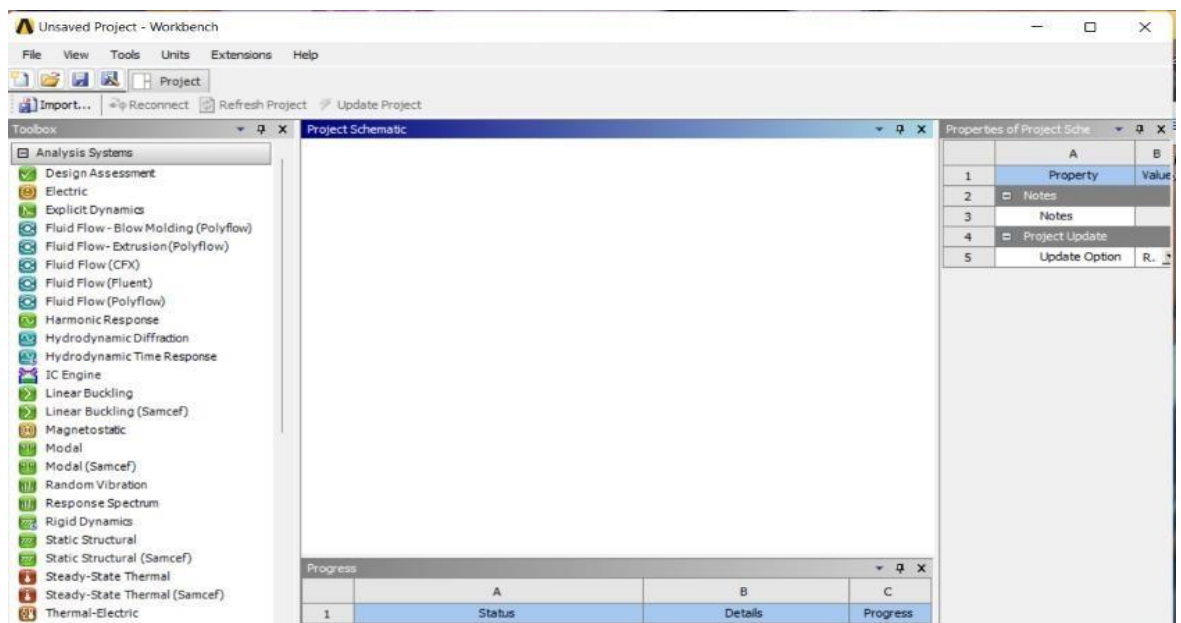 Unsaved Project - Workbench
File View Tools Units Extensions Help
Project
Import... Reconnect Refresh Project Update Project
Toolbox
Analysis Systems
Design Assessment
Electric
Explicit Dynamics
Fluid Flow - Blow Molding (Polyflow)
Fluid Flow - Extrusion (Polyflow)
Fluid Flow (CFX)
Fluid Flow (Fluent)
Fluid Flow (Polyflow)
Harmonic Response
Hydrodynamic Diffraction
Hydrodynamic Time Response
IC Engine
Linear Buckling
Linear Buckling (Samcef)
Magnetostatic
Modal
Modal (Samcef)
Random Vibration
Response Spectrum
Rigid Dynamics
Static Structural
Static Structural (Samcef)
Steady-State Thermal
Steady-State Thermal (Samcef)
Thermal-Electric
Project Schematic
Progress
A B C
1 Status Details Progress
Properties of Project Sche
A B
1 Property Value
2 Notes
3 Notes
4 Project Update
5 Update Option R.